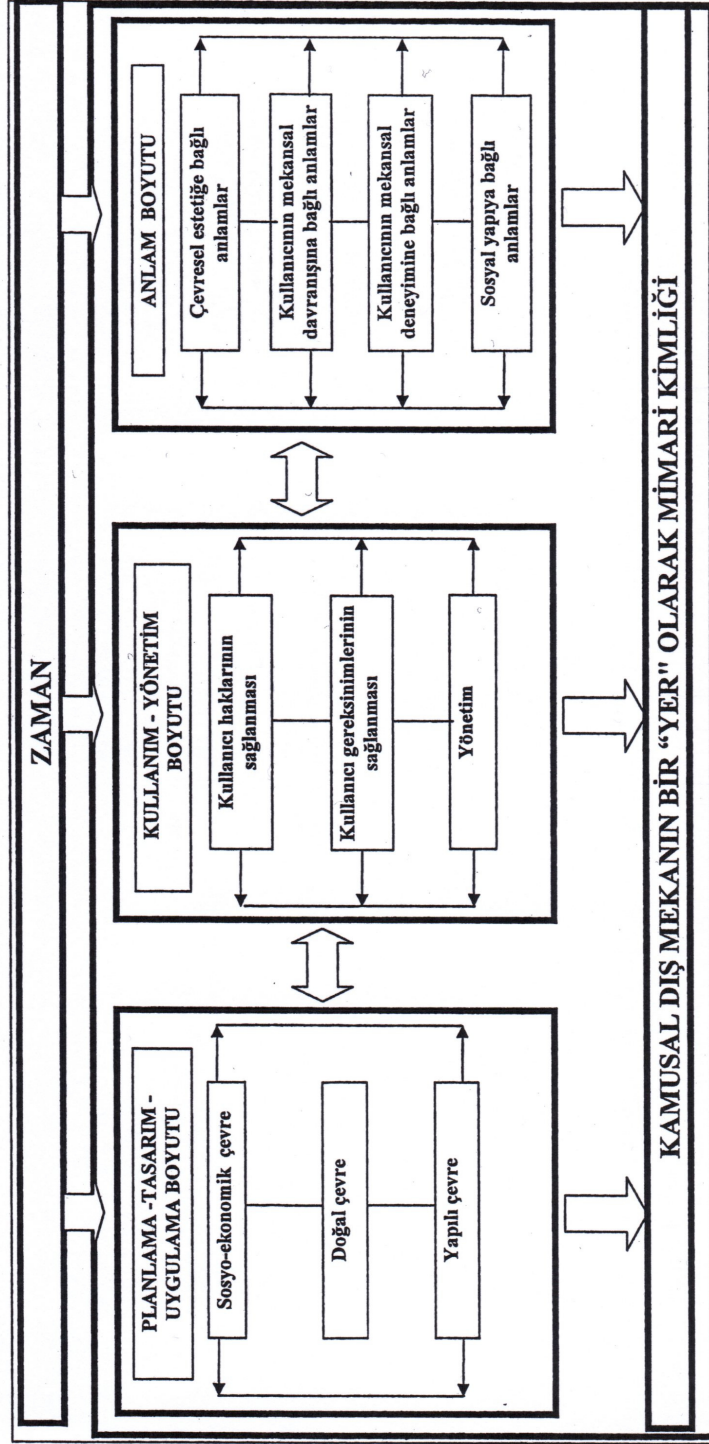 ZAMAN
PLANLAMA -TASARIM -
UYGULAMA BOYUTU
Sosyo-ekonomik çevre
Doğal çevre
Yapılı çevre
KULLANIM - YÖNETİM
BOYUTU
Kullanıcı haklarının
sağlanması
Kullanıcı gereksinimlerinin
sağlanması
Yönetim
ANLAM BOYUTU
Çevresel estetiğe bağlı
anlamlar
Kullanıcının mekansal
davranışına bağlı anlamlar
Kullanıcının mekansal
deneyimine bağlı anlamlar
Sosyal yapıya bağlı
anlamlar
KAMUSAL DIŞ MEKANIN BİR “YER" OLARAK MİMARİ KİMLİĞİ